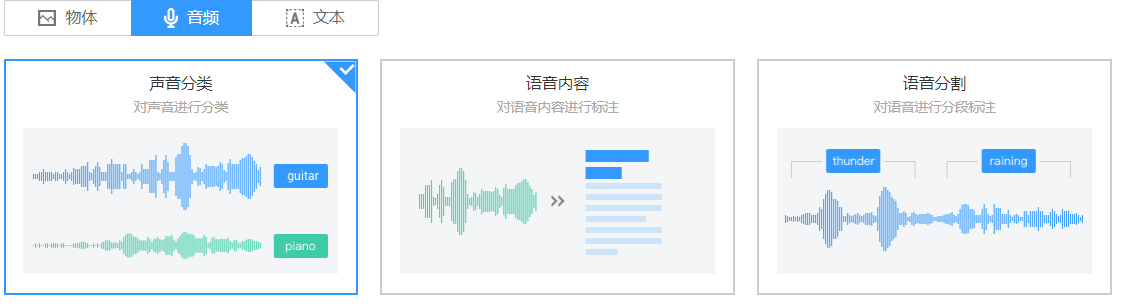 物体 音频 文本
声音分类
对声音进行分类
guitar
piano
语音内容
对语音内容进行标注
语音分割
对语音进行分段标注
thunder raining